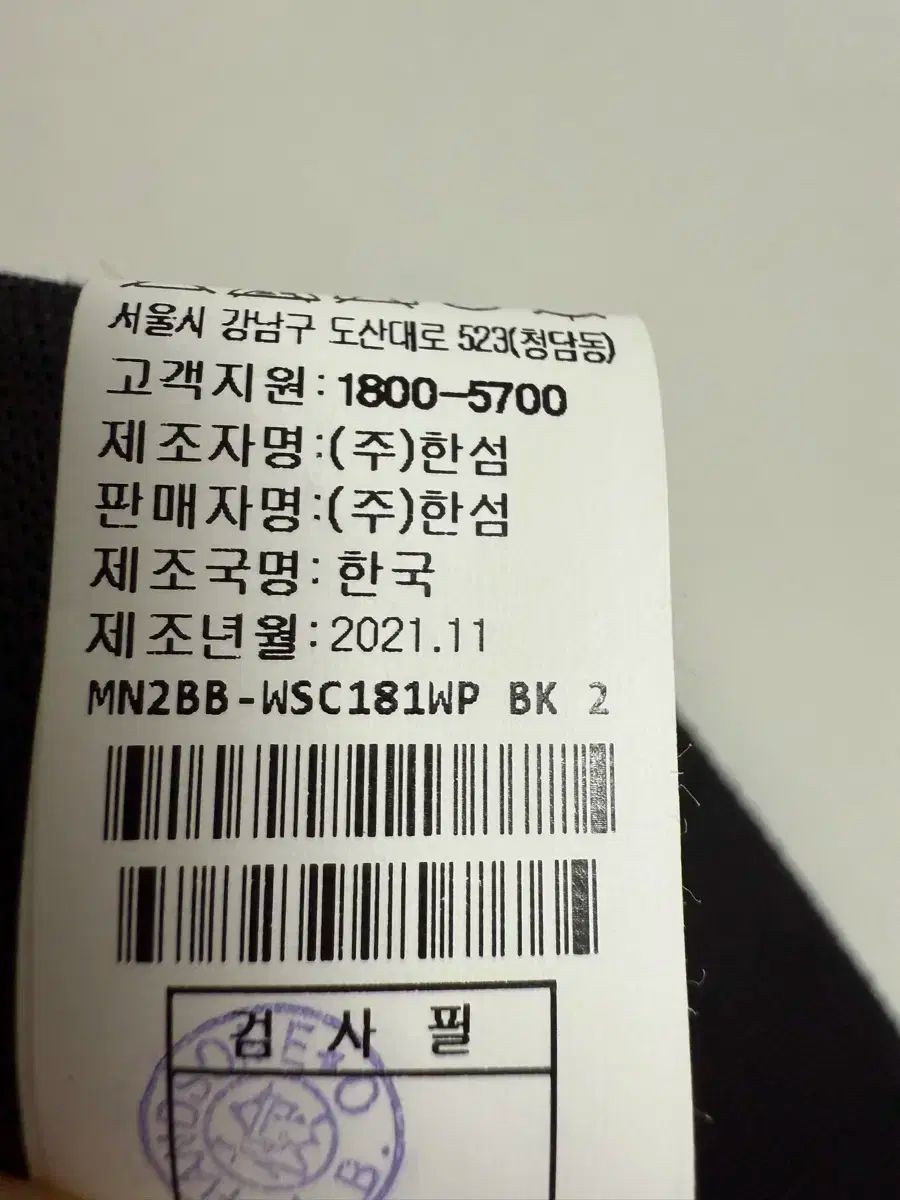 서울시 강남구 도산대로 523(청담동)
고객지원:1800-5700
제조자명:(주)한섬
판매자명:(주)한섬
제조국명:한국
제조년월:2021.11
MN2BB-WSC181WP BK 2
검 사 필
HANDSOME★O
B.